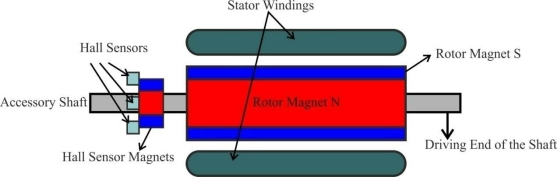 Stator Windings
Hall Sensors
Rotor Magnet S
Accessory Shaft
Rotor Magnet N
Driving End of the Shaft
Hall Sensor Magnets